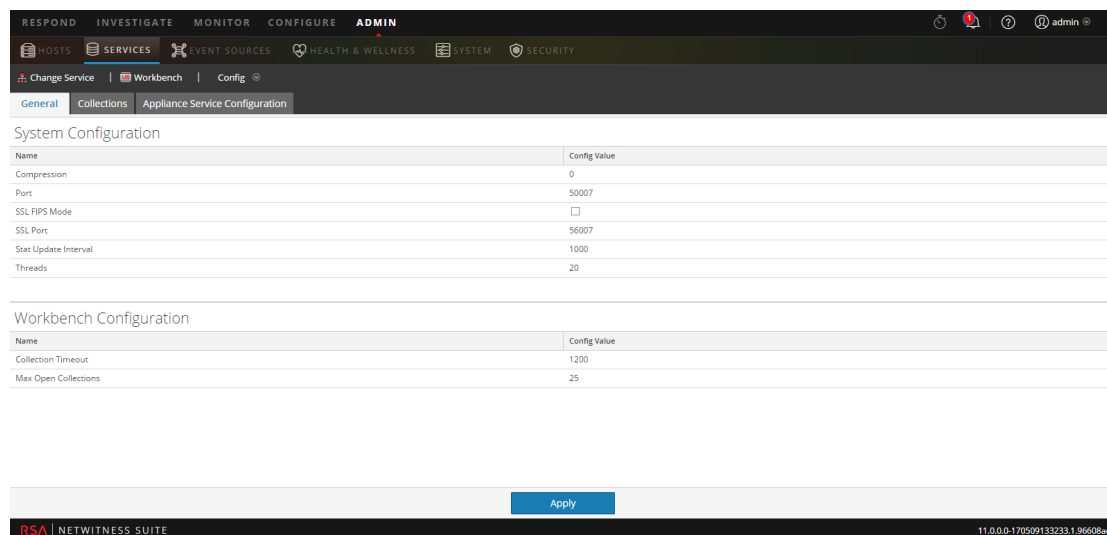 RESPOND INVESTIGATE MONITOR CONFIGURE ADMIN 1 admin
HOSTS SERVICES EVENT SOURCES HEALTH & WELLNESS SYSTEM SECURITY
Change Service | Workbench | Config
General Collections Appliance Service Configuration
System Configuration
Name Config Value
Compression 0
Port 50007
SSL FIPS Mode
SSL Port 56007
Stat Update Interval 1000
Threads 20
Workbench Configuration
Name Config Value
Collection Timeout 1200
Max Open Collections 25
Apply
RSA NETWITNESS SUITE 11.0.0.0-170509133233.1.96608a